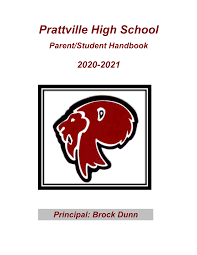 Prattville High School
Parent/Student Handbook
2020-2021
Principal: Brock Dunn